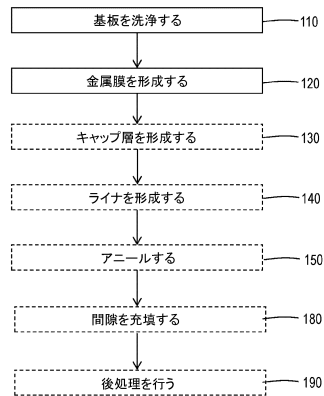 基板を洗浄する 110
金属膜を形成する 120
キャップ層を形成する 130
ライナを形成する 140
アニールする 150
間隙を充填する 180
後処理を行う 190